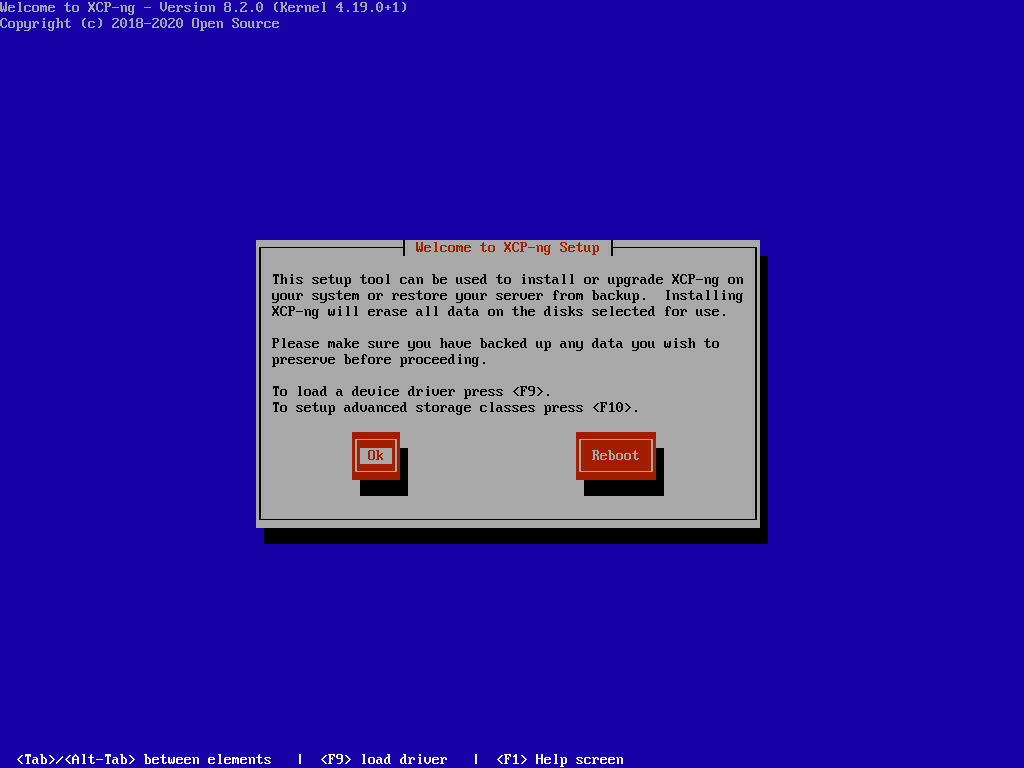 Welcome to XCP-ng - Version 8.2.0 (Kernel 4.19.0+1)
Copyright (c) 2018-2020 Open Source
Welcome to XCP-ng Setup
This setup tool can be used to install or upgrade XCP-ng on
your system or restore your server from backup.  Installing
XCP-ng will erase all data on the disks selected for use.
Please make sure you have backed up any data you wish to
preserve before proceeding.
To load a device driver press <F9>.
To setup advanced storage classes press <F10>.
Ok Reboot
<Tab>/<Alt-Tab> between elements | <F9> load driver | <F1> Help screen